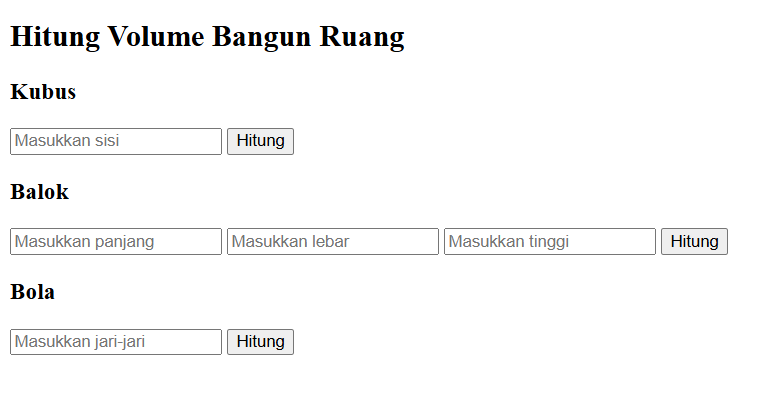 Hitung Volume Bangun Ruang
Kubus
Masukkan sisi Hitung
Balok
Masukkan panjang Masukkan lebar Masukkan tinggi Hitung
Bola
Masukkan jari-jari Hitung